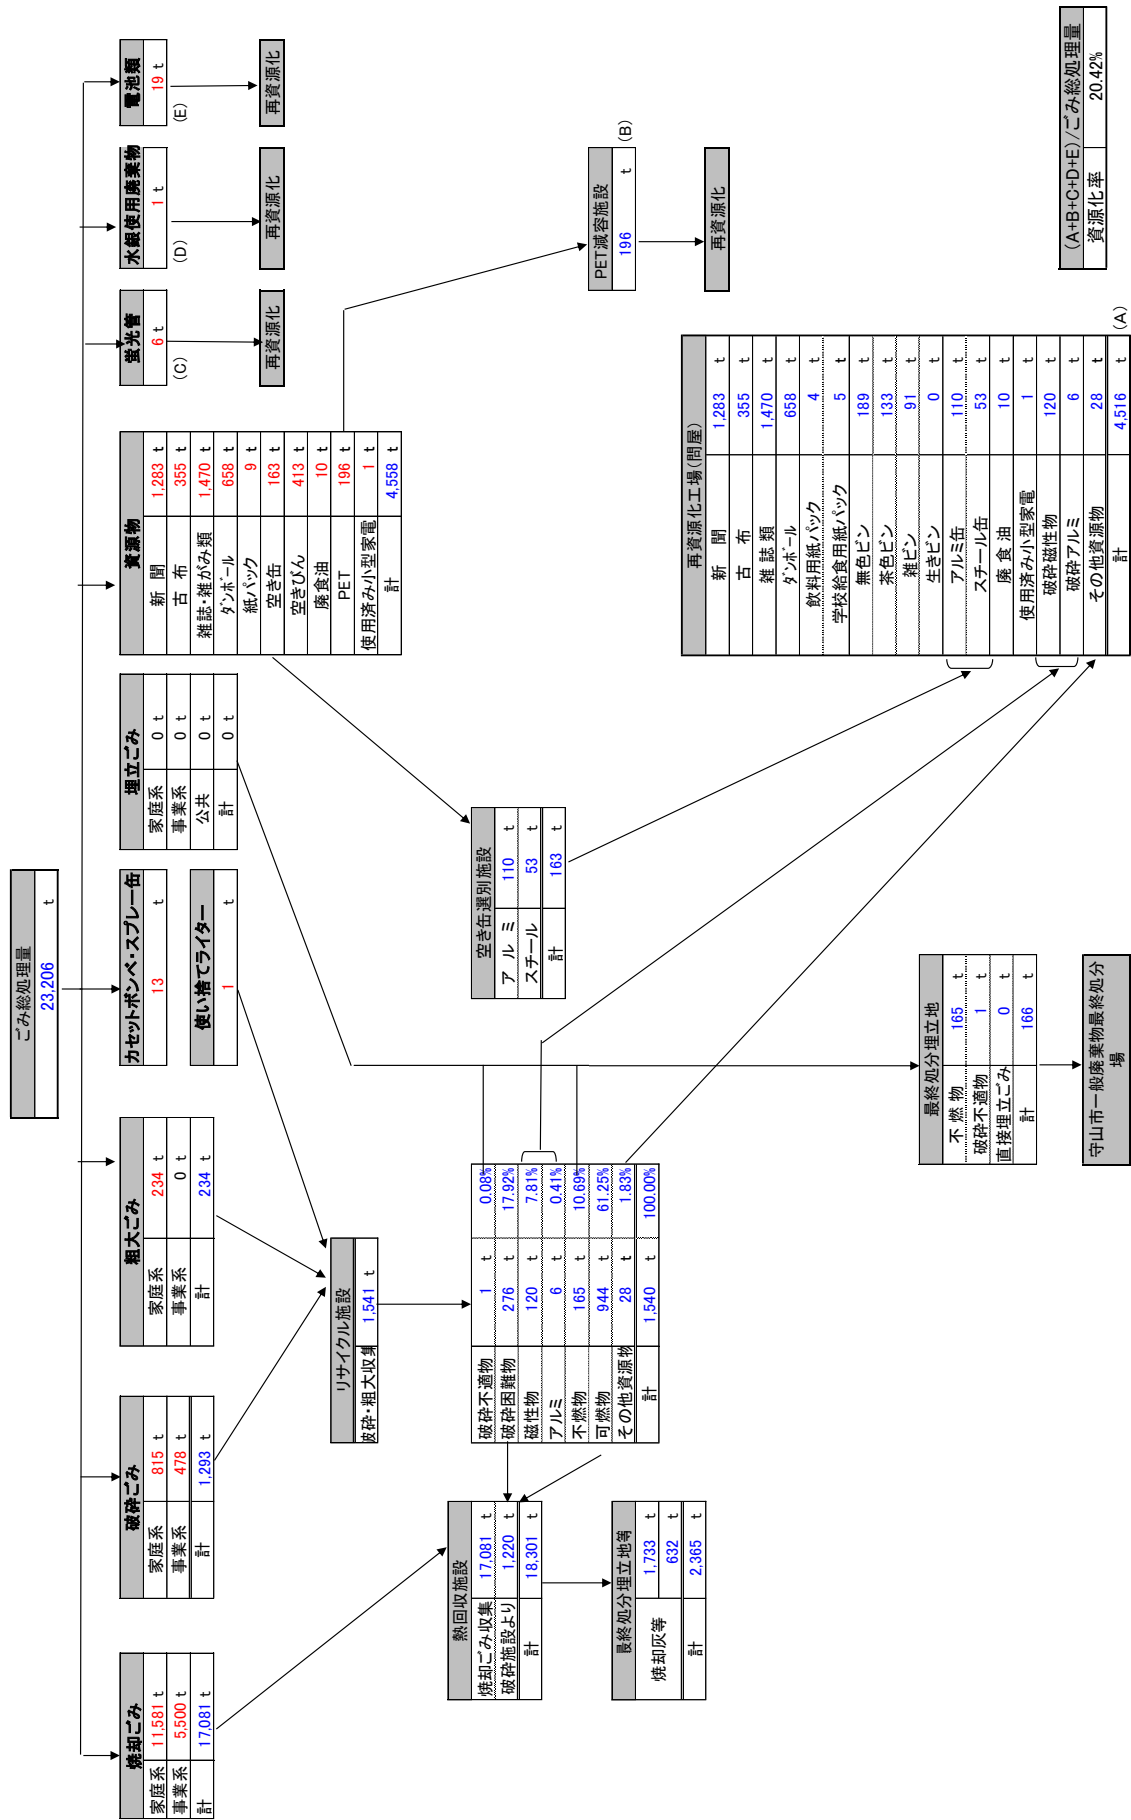 ごみ総処理量
23,206 t
焼却ごみ
家庭系 11,581 t
事業系 5,500 t
計 17,081 t
破砕ごみ
家庭系 815 t
事業系 478 t
計 1,293 t
粗大ごみ
家庭系 234 t
事業系 0 t
計 234 t
カセットボンベ・スプレー缶
13 t
使い捨てライター
1 t
埋立ごみ
家庭系 0 t
事業系 0 t
公共 0 t
計 0 t
資源物
新聞 1,283 t
古布 355 t
雑誌・雑がみ類 1,470 t
ダンボール 658 t
紙パック 9 t
空き缶 163 t
空きびん 413 t
廃食油 10 t
PET 196 t
使用済み小型家電 1 t
計 4,558 t
蛍光管
6 t
(C)
再資源化
水銀使用廃棄物
1 t
(D)
再資源化
電池類
19 t
(E)
再資源化
リサイクル施設
破砕・粗大収集 1,541 t
熱回収施設
焼却ごみ収集 17,081 t
破砕施設より 1,220 t
計 18,301 t
破砕不適物 1 t 0.08%
破砕困難物 276 t 17.92%
磁性物 120 t 7.81%
アルミ 6 t 0.41%
不燃物 165 t 10.69%
可燃物 944 t 61.25%
その他資源物 28 t 1.83%
計 1,540 t 100.00%
空き缶選別施設
アルミ 110 t
スチール 53 t
計 163 t
PET減容施設
196 t
(B)
再資源化
最終処分埋立地等
焼却灰等 1,733 t
632 t
計 2,365 t
再資源化工場(問屋)
新聞 1,283 t
古布 355 t
雑誌類 1,470 t
ダンボール 658 t
飲料用紙パック 4 t
学校給食用紙パック 5 t
無色ビン 189 t
茶色ビン 133 t
雑ビン 91 t
生きビン 0 t
アルミ缶 110 t
スチール缶 53 t
廃食油 10 t
使用済み小型家電 1 t
破砕磁性物 120 t
破砕アルミ 6 t
その他資源物 28 t
計 4,516 t
(A)
最終処分埋立地
不燃物 165 t
破砕不適物 1 t
直接埋立ごみ 0 t
計 166 t
守山市一般廃棄物最終処分
場
(A+B+C+D+E)/ごみ総処理量
資源化率 20.42%